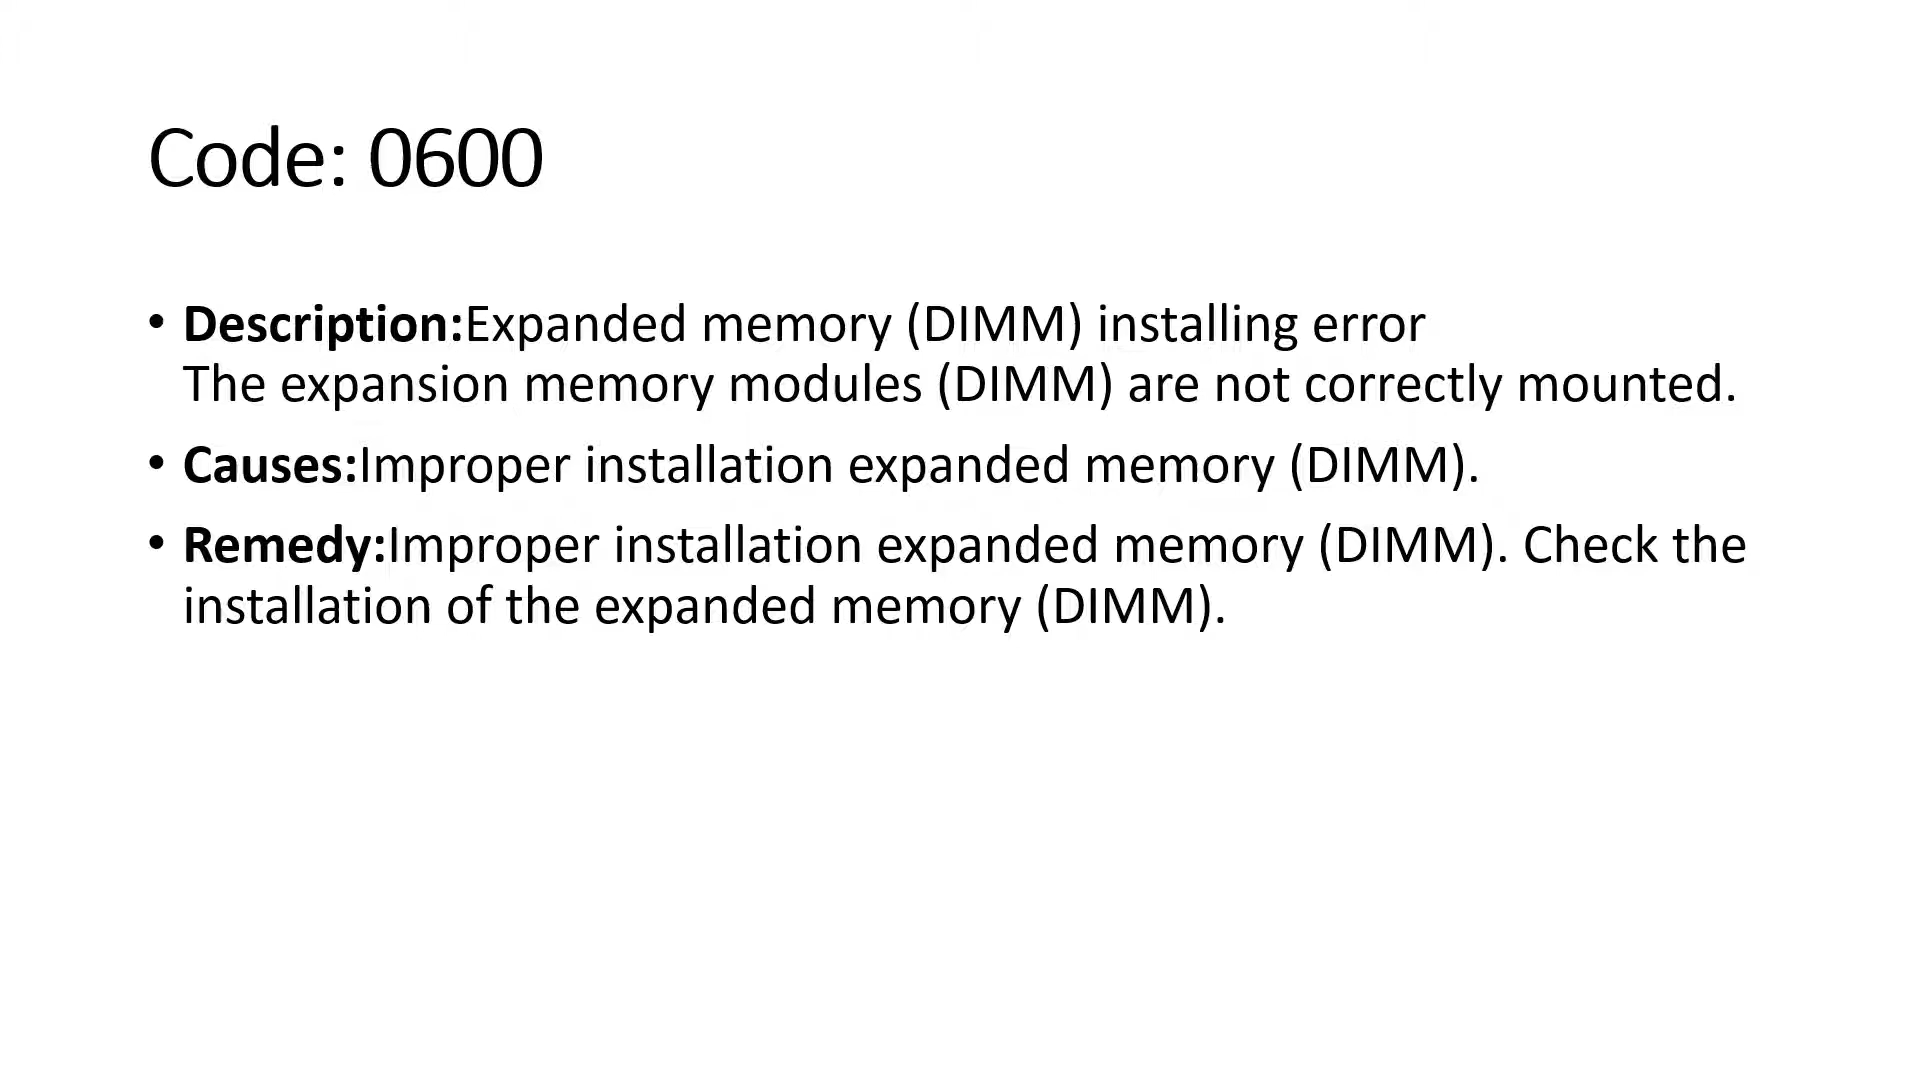 Code: 0600
• Description:Expanded memory (DIMM) installing error
The expansion memory modules (DIMM) are not correctly mounted.
• Causes:Improper installation expanded memory (DIMM).
• Remedy:Improper installation expanded memory (DIMM). Check the
installation of the expanded memory (DIMM).